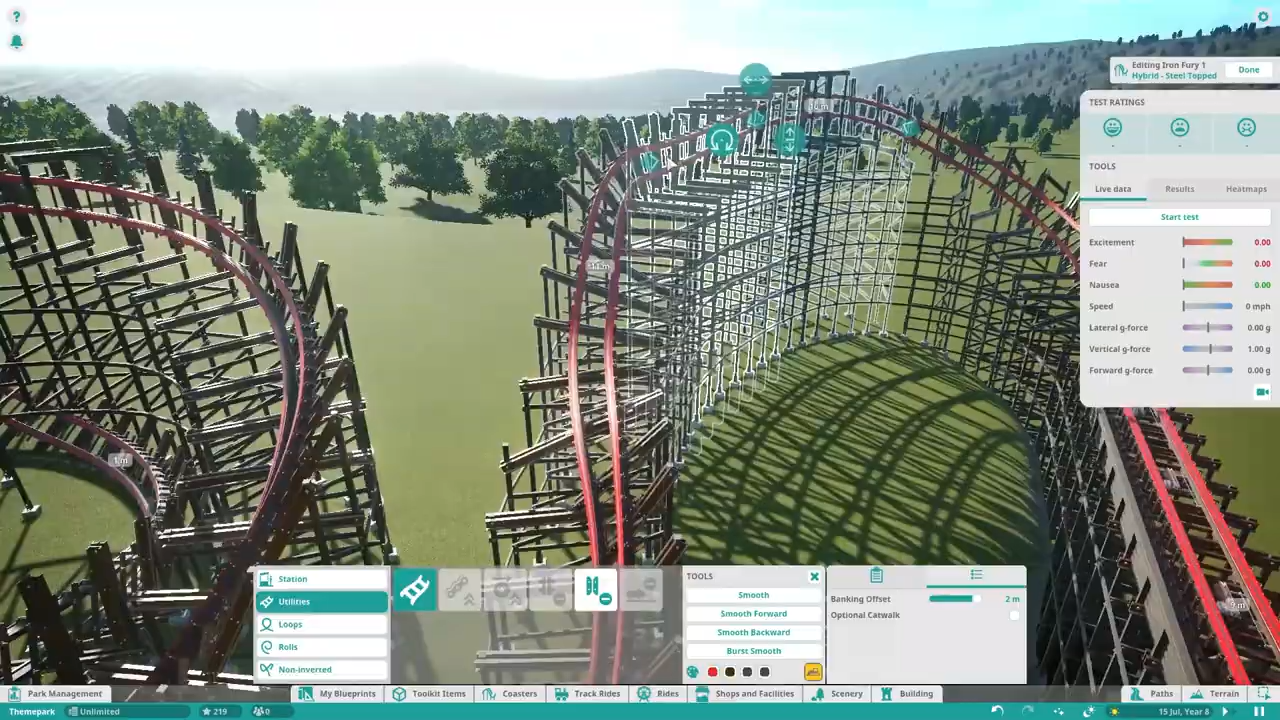 ?
Editing Iron Fury 1
Hybrid - Steel Topped
Done
TEST RATINGS
-
-
-
TOOLS
Live data
Results
Heatmaps
Start test
Excitement
0.00
Fear
0.00
Nausea
0.00
Speed
0 mph
Lateral g-force
0.00 g
Vertical g-force
1.00 g
Forward g-force
0.00 g
1 m
9 m
Station
Utilities
Loops
Rolls
Non-inverted
TOOLS
Smooth
Smooth Forward
Smooth Backward
Burst Smooth
Banking Offset
2 m
Optional Catwalk
Park Management
My Blueprints
Toolkit Items
Coasters
Track Rides
Rides
Shops and Facilities
Scenery
Building
Paths
Terrain
Themepark
Unlimited
219
0
15 Jul, Year 8